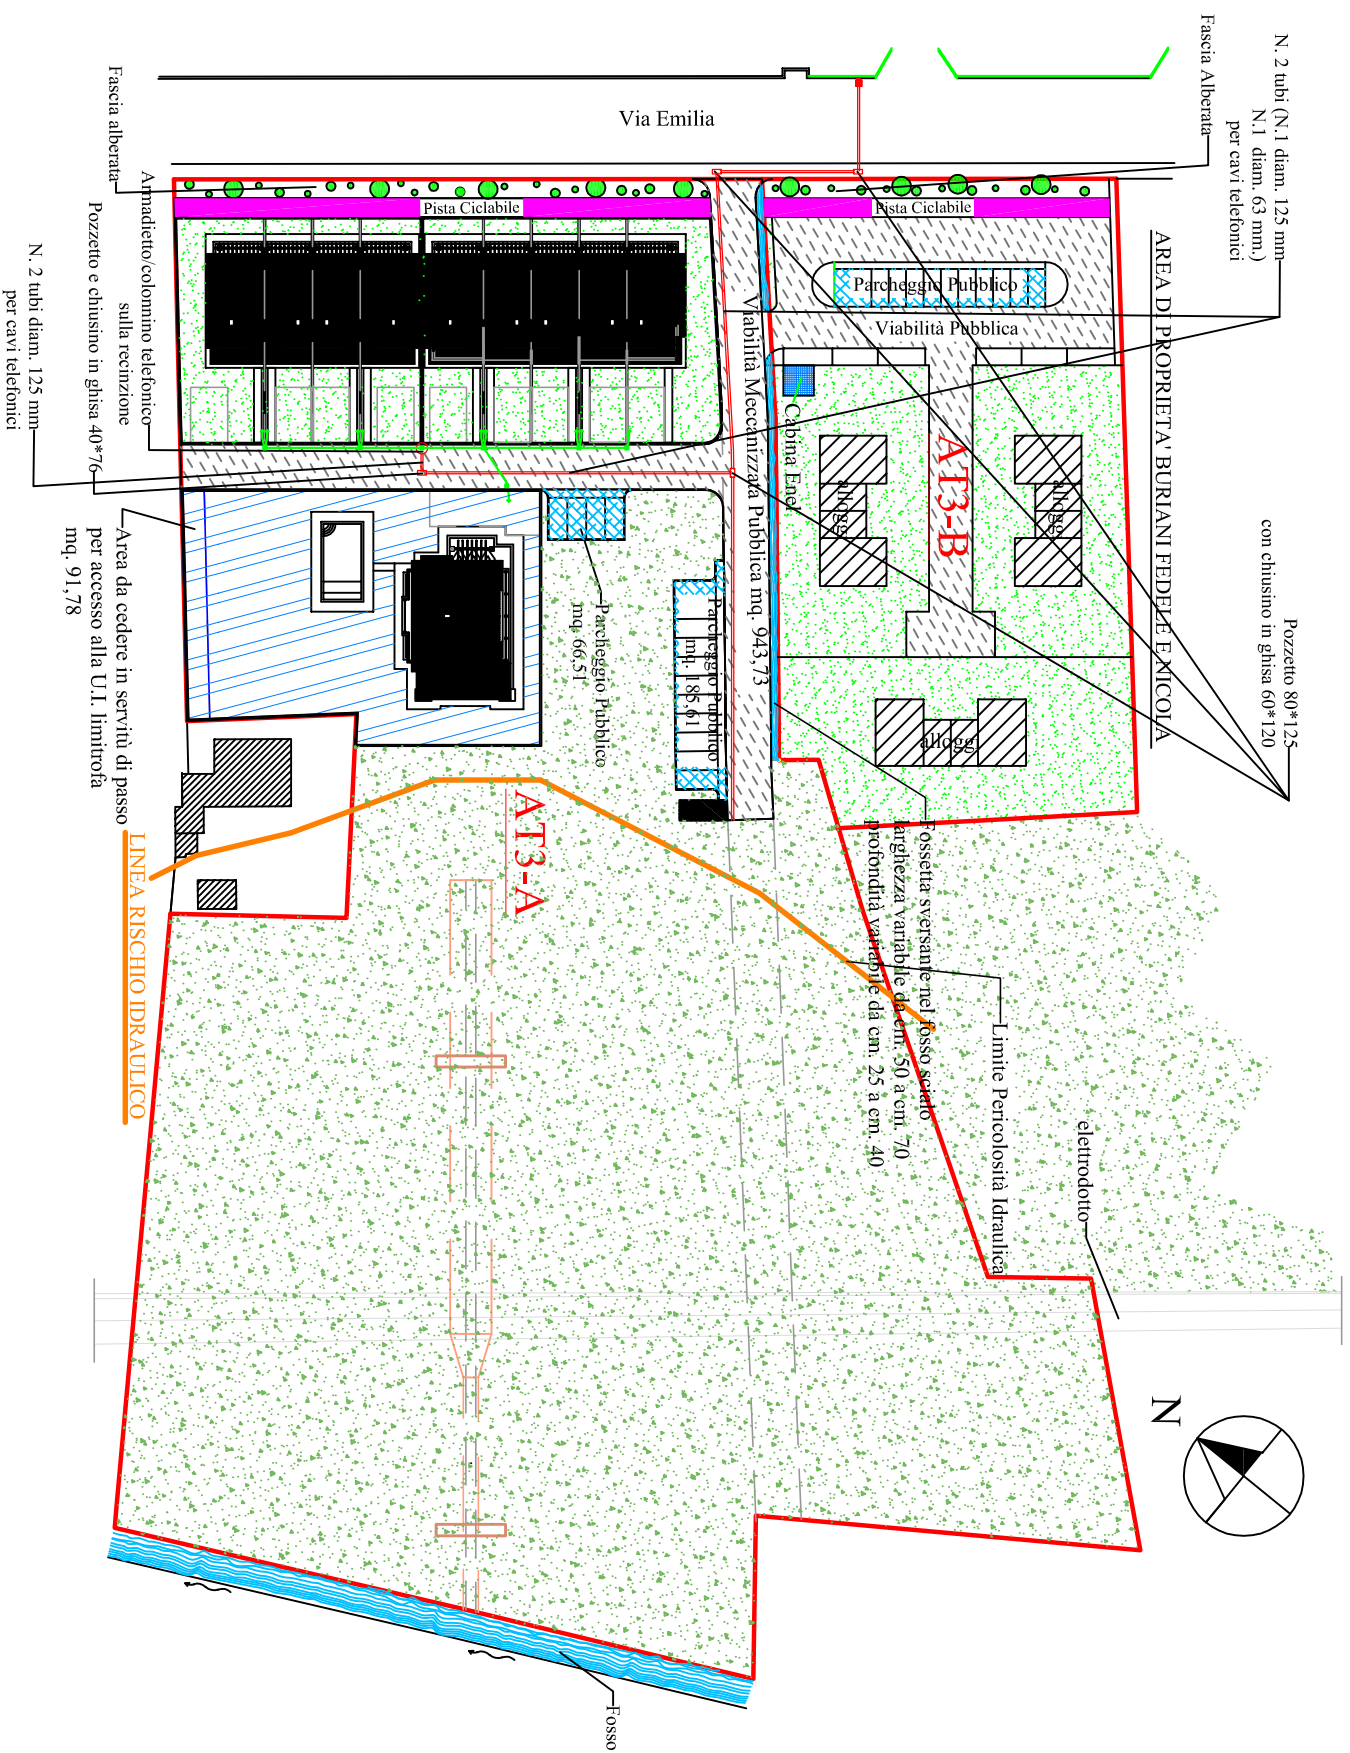 N. 2 tubi (N.1 diam. 125 mm
N.1 diam. 63 mm.)
per cavi telefonici
Fascia Alberata
Via Emilia
Fascia alberata
Armadietto/colonnino telefonico
sulla recinzione
Pozzetto e chiusino in ghisa 40*76
N. 2 tubi diam. 125 mm
per cavi telefonici
Pista Ciclabile
Pista Ciclabile
AREA DI PROPRIETA' BURIANI FEDELE E NICOLA
Parcheggio Pubblico
Viabilità Pubblica
Viabilità Meccanizzata Pubblica mq. 943,73
Cabina Enel
AT3-B
alloggi
alloggi
alloggi
Pozzetto 80*125
con chiusino in ghisa 60*120
Parcheggio Pubblico
mq. 66,51
Parcheggio Pubblico
mq. 185,61
Area da cedere in servitù di passo
per accesso alla U.I. limitrofa
mq. 91,78
LINEA RISCHIO IDRAULICO
AT3-A
Fossetta sversante nel fosso scialo
larghezza variabile da cm. 50 a cm. 70
profondità variabile da cm. 25 a cm. 40
Limite Pericolosità Idraulica
elettrodotto
N
Fosso